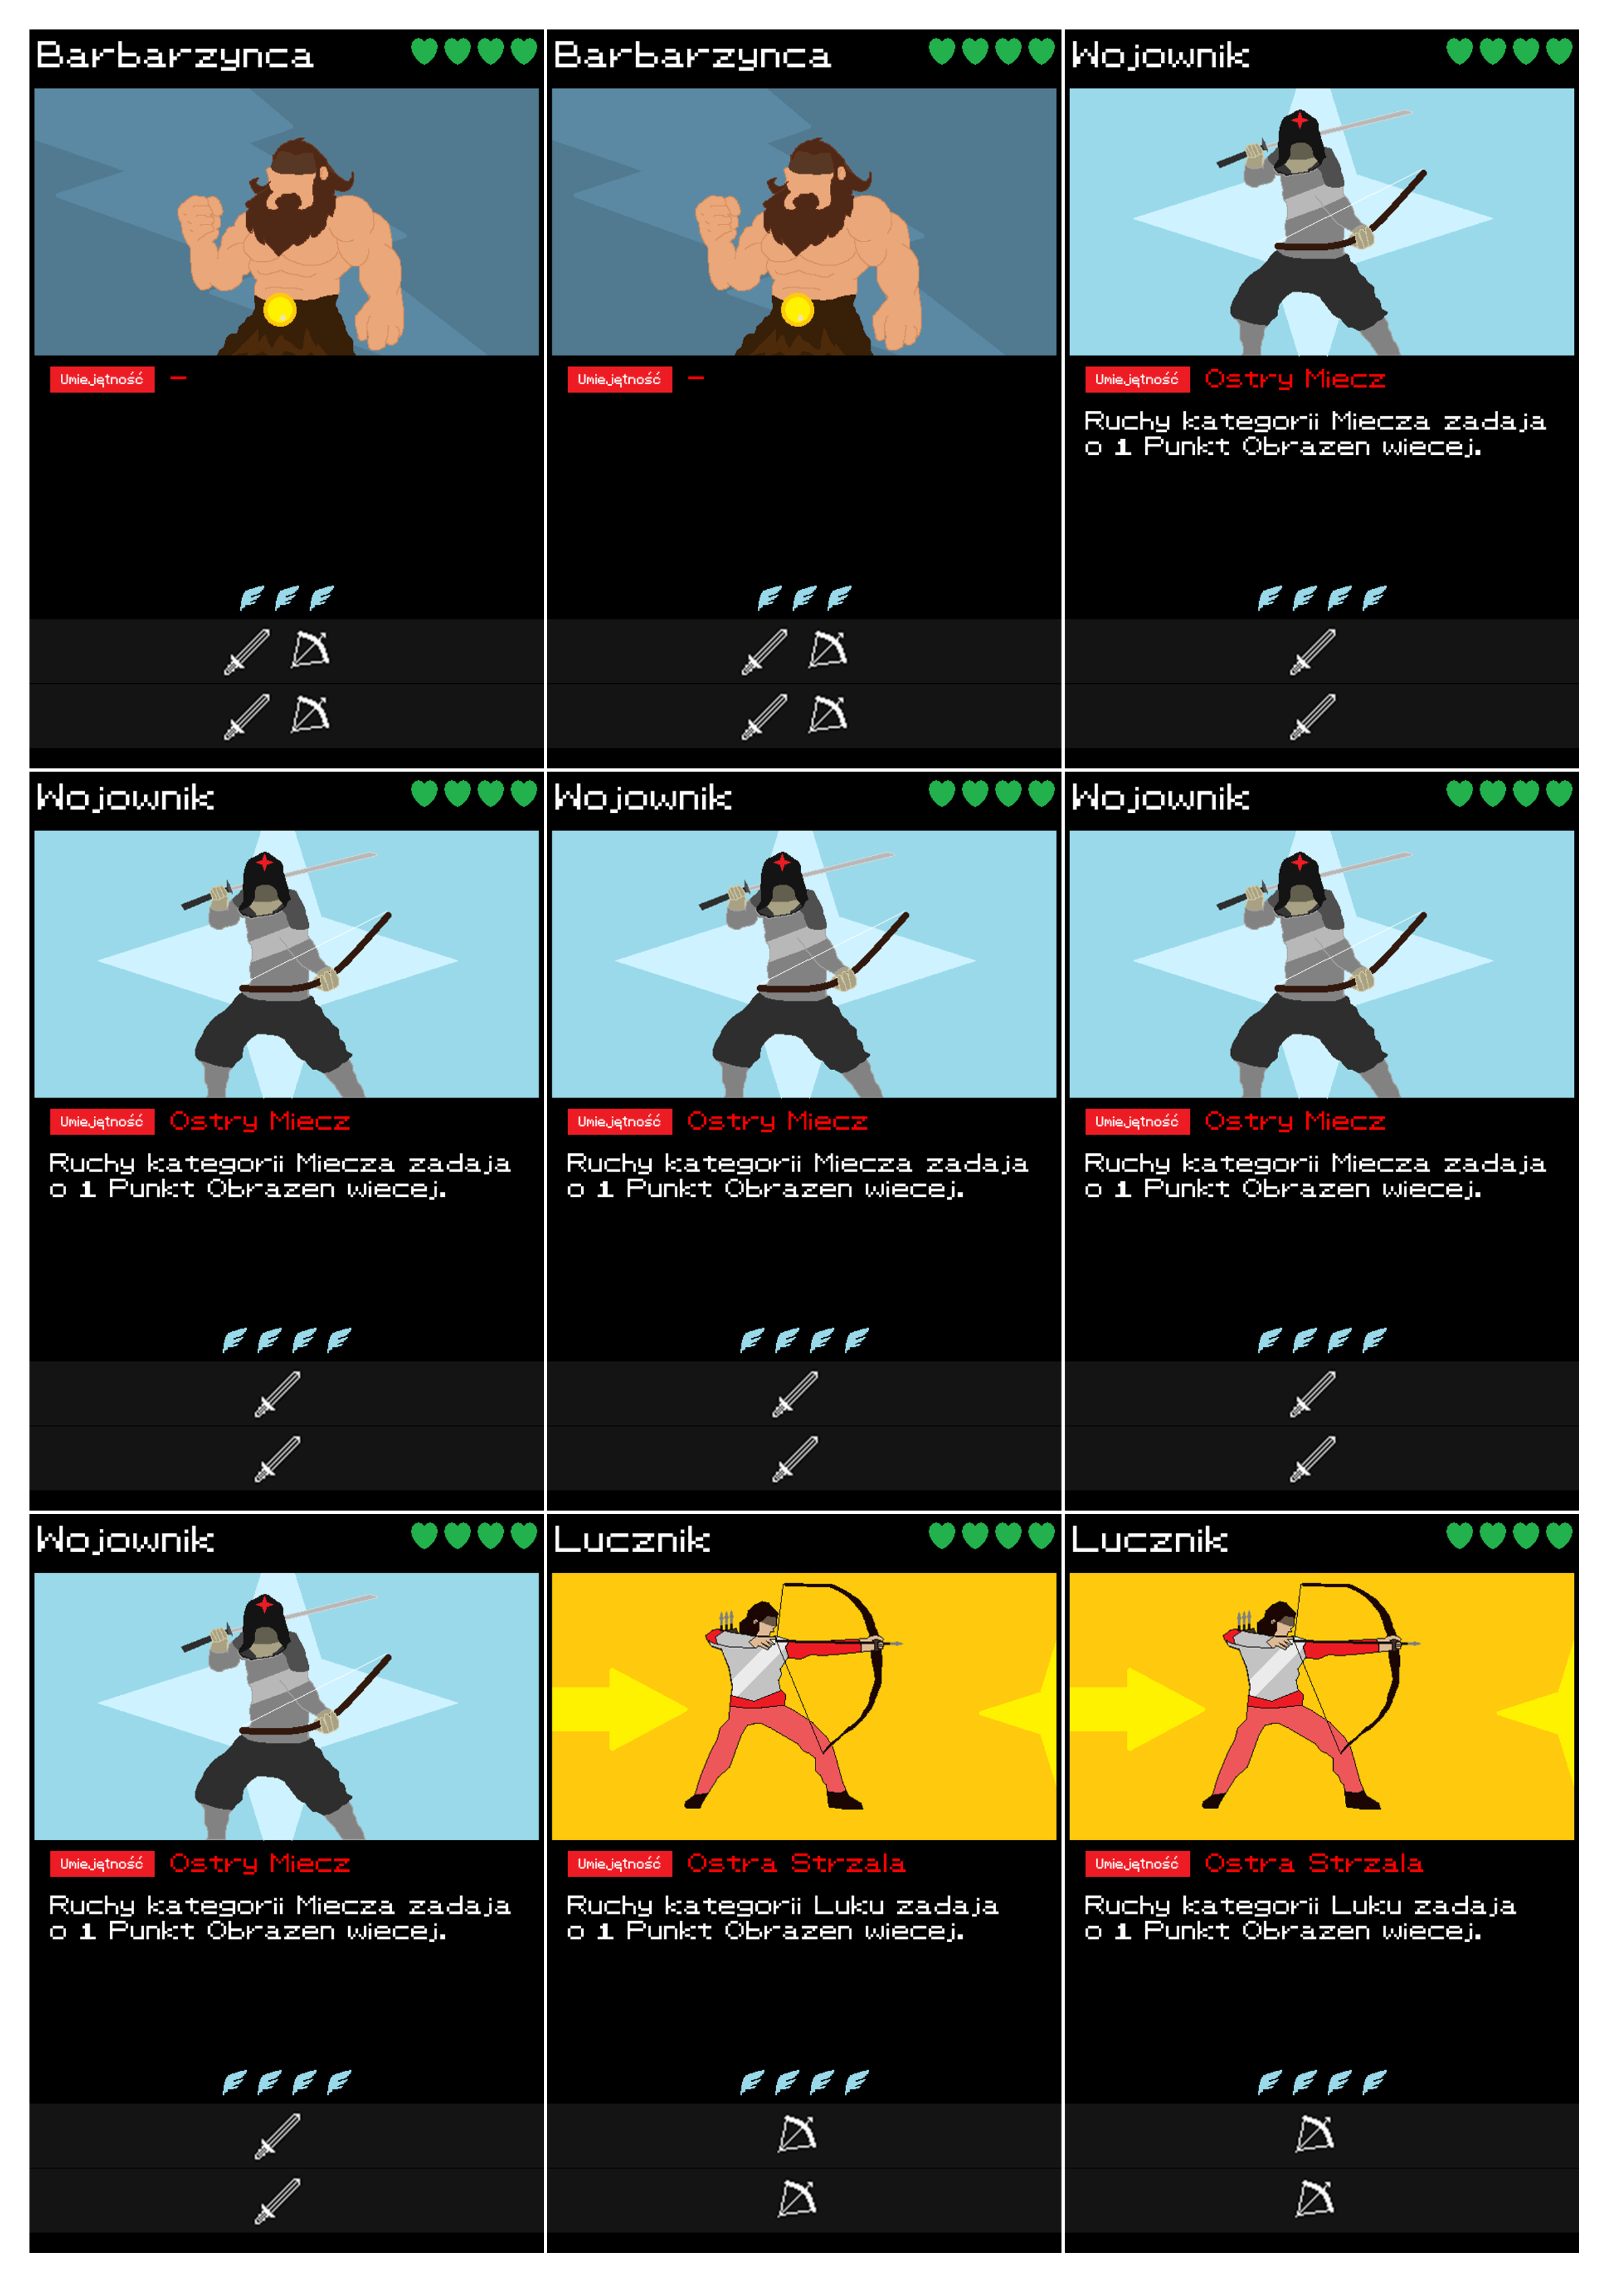 Barbarzynca
Umiejętność –
Barbarzynca
Umiejętność –
Wojownik
Umiejętność Ostry Miecz
Ruchy kategorii Miecza zadaja
o 1 Punkt Obrazen wiecej.
Wojownik
Umiejętność Ostry Miecz
Ruchy kategorii Miecza zadaja
o 1 Punkt Obrazen wiecej.
Wojownik
Umiejętność Ostry Miecz
Ruchy kategorii Miecza zadaja
o 1 Punkt Obrazen wiecej.
Wojownik
Umiejętność Ostry Miecz
Ruchy kategorii Miecza zadaja
o 1 Punkt Obrazen wiecej.
Wojownik
Umiejętność Ostry Miecz
Ruchy kategorii Miecza zadaja
o 1 Punkt Obrazen wiecej.
Lucznik
Umiejętność Ostra Strzala
Ruchy kategorii Luku zadaja
o 1 Punkt Obrazen wiecej.
Lucznik
Umiejętność Ostra Strzala
Ruchy kategorii Luku zadaja
o 1 Punkt Obrazen wiecej.